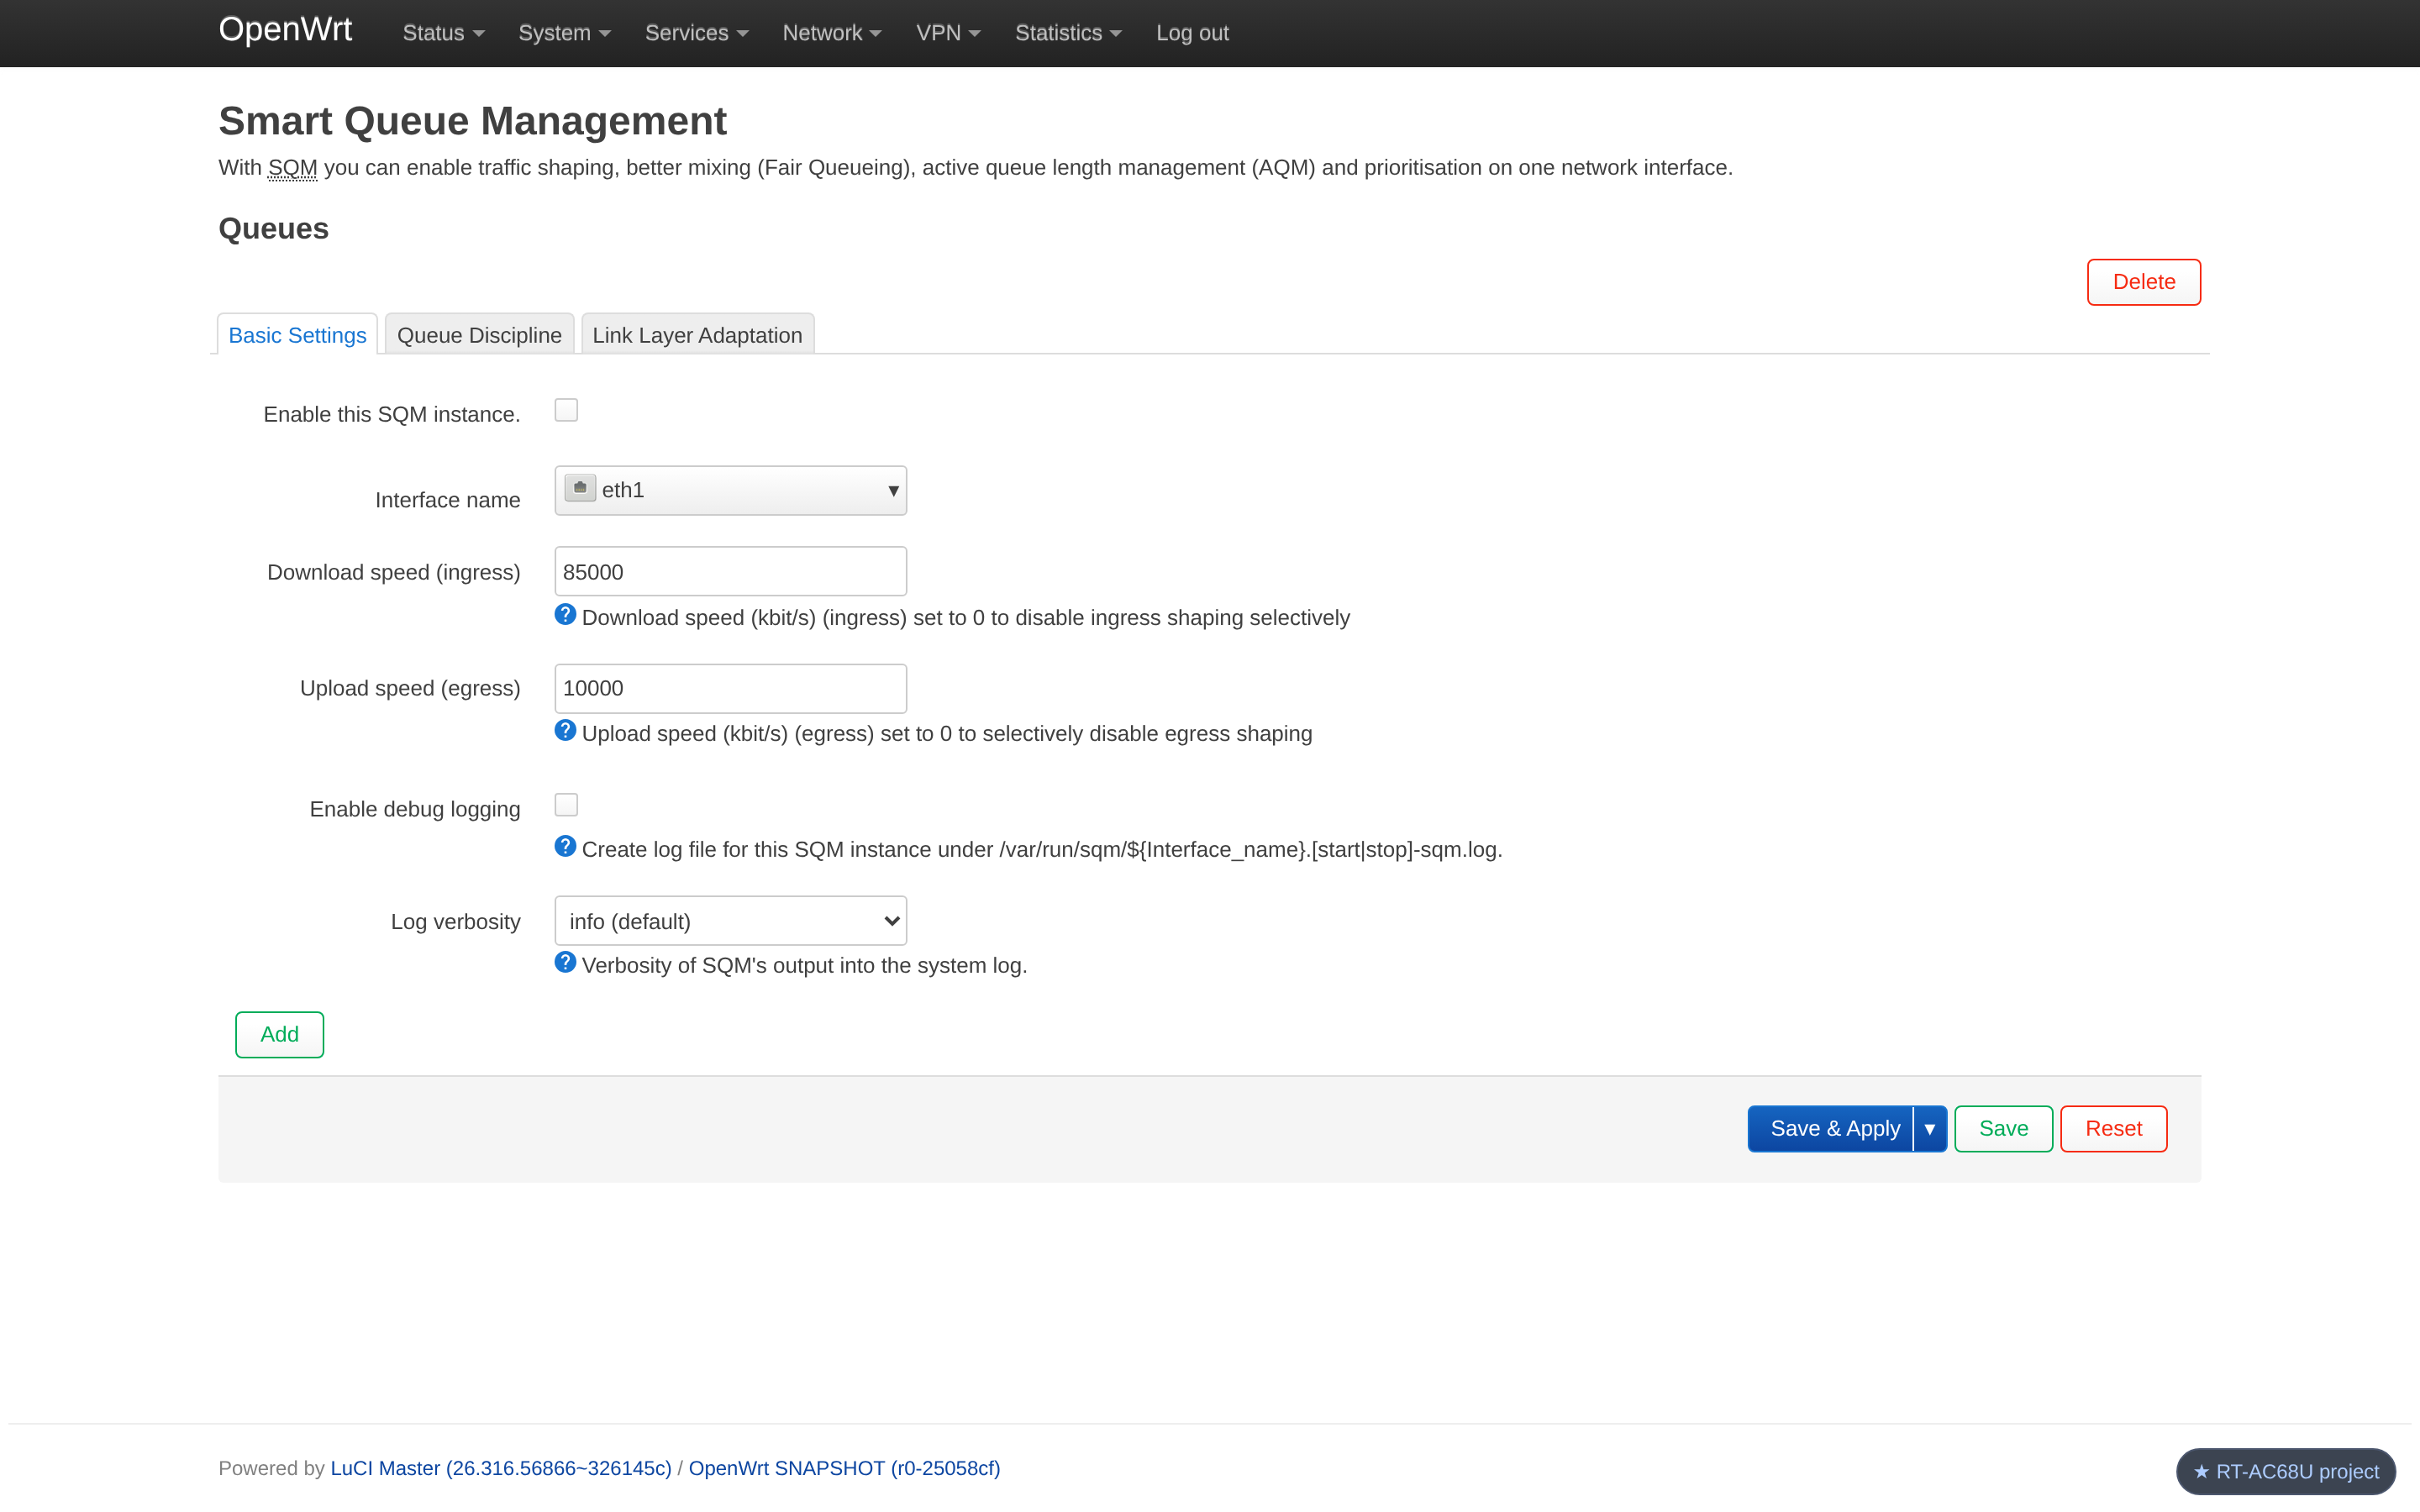 OpenWrt Status System Services Network VPN Statistics Log out
Smart Queue Management
With SQM you can enable traffic shaping, better mixing (Fair Queueing), active queue length management (AQM) and prioritisation on one network interface.
Queues
Delete
Basic Settings Queue Discipline Link Layer Adaptation
Enable this SQM instance.
Interface name eth1
Download speed (ingress) 85000
Download speed (kbit/s) (ingress) set to 0 to disable ingress shaping selectively
Upload speed (egress) 10000
Upload speed (kbit/s) (egress) set to 0 to selectively disable egress shaping
Enable debug logging
Create log file for this SQM instance under /var/run/sqm/${Interface_name}.[start|stop]-sqm.log.
Log verbosity info (default)
Verbosity of SQM's output into the system log.
Add
Save & Apply Save Reset
Powered by LuCI Master (26.316.56866~326145c) / OpenWrt SNAPSHOT (r0-25058cf)
★ RT-AC68U project